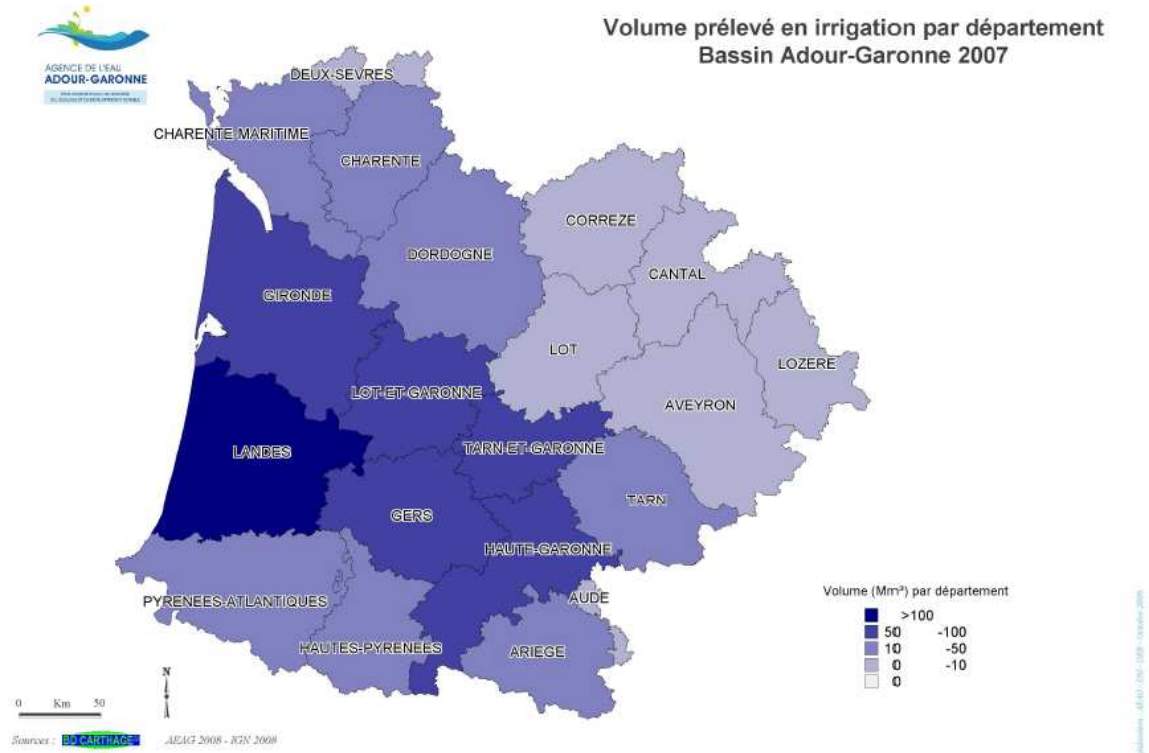 Volume prélevé en irrigation par département
Bassin Adour-Garonne 2007
AGENCE DE L'EAU
ADOUR-GARONNE
DEUX-SEVRES
CHARENTE-MARITIME
CHARENTE
CORREZE
DORDOGNE
CANTAL
GIRONDE
LOT
LOZERE
LOT-ET-GARONNE
AVEYRON
TARN-ET-GARONNE
LANDES
TARN
GERS
HAUTE-GARONNE
AUDE
PYRENEES-ATLANTIQUES
HAUTES-PYRENEES
ARIEGE
Volume (Mm³) par département
>100
50 -100
10 -50
0 -10
0
N
0 Km 50
Sources : BD CARTHAGE AEAG 2008 - IGN 2008